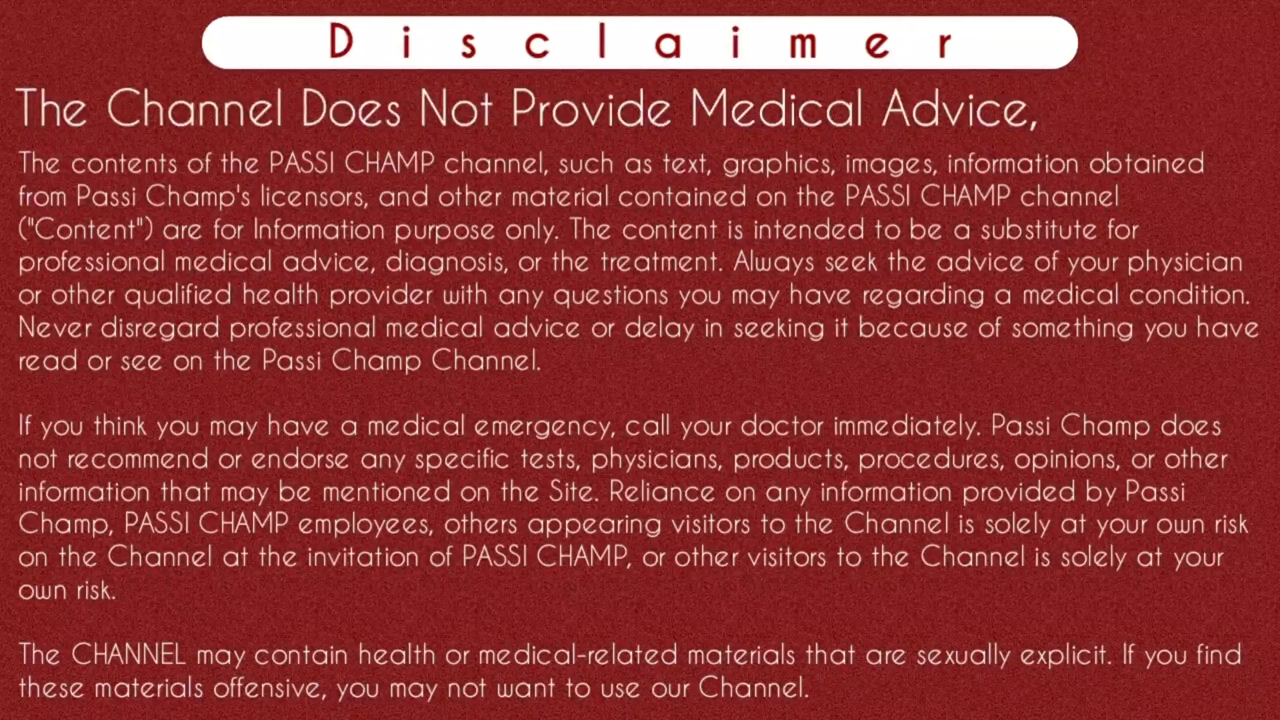 Disclaimer
The Channel Does Not Provide Medical Advice,
The contents of the PASSI CHAMP channel, such as text, graphics, images, information obtained
from Passi Champ's licensors, and other material contained on the PASSI CHAMP channel
("Content") are for Information purpose only. The content is intended to be a substitute for
professional medical advice, diagnosis, or the treatment. Always seek the advice of your physician
or other qualified health provider with any questions you may have regarding a medical condition.
Never disregard professional medical advice or delay in seeking it because of something you have
read or see on the Passi Champ Channel.
If you think you may have a medical emergency, call your doctor immediately. Passi Champ does
not recommend or endorse any specific tests, physicians, products, procedures, opinions, or other
information that may be mentioned on the Site. Reliance on any information provided by Passi
Champ, PASSI CHAMP employees, others appearing visitors to the Channel is solely at your own risk
on the Channel at the invitation of PASSI CHAMP, or other visitors to the Channel is solely at your
own risk.
The CHANNEL may contain health or medical-related materials that are sexually explicit. If you find
these materials offensive, you may not want to use our Channel.